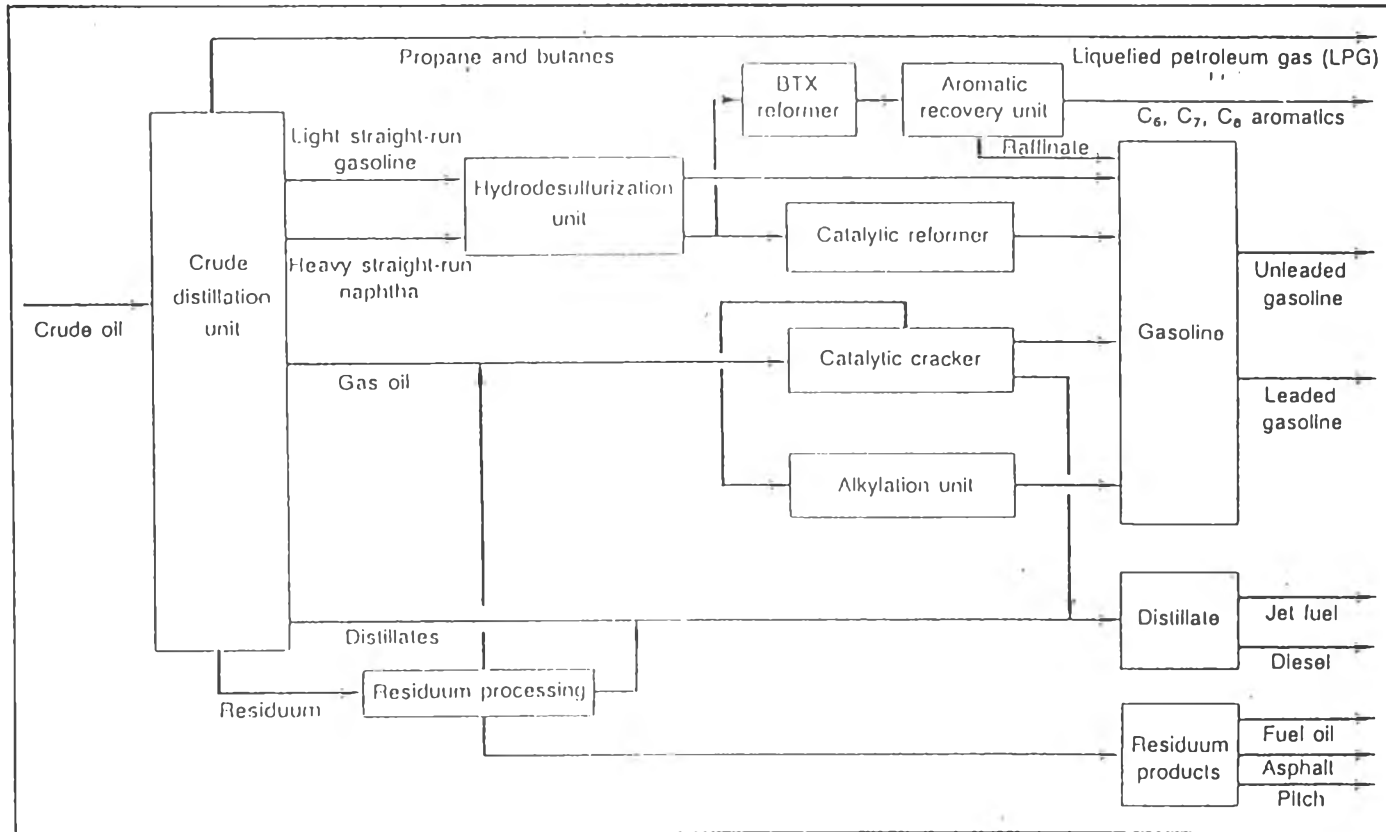 Propane and butanes
Liquefied petroleum gas (LPG)
BTX
reformer
Aromatic
recovery unit
C₆, C₇, C₈ aromatics
Raffinate
Light straight-run
gasoline
Hydrodesulfurization
unit
Catalytic reformer
Heavy straight-run
naphtha
Crude
distillation
unit
Crude oil
Gasoline
Unleaded
gasoline
Catalytic cracker
Gas oil
Leaded
gasoline
Alkylation unit
Distillates
Distillate
Jet fuel
Diesel
Residuum processing
Residuum
Residuum
products
Fuel oil
Asphalt
Pitch